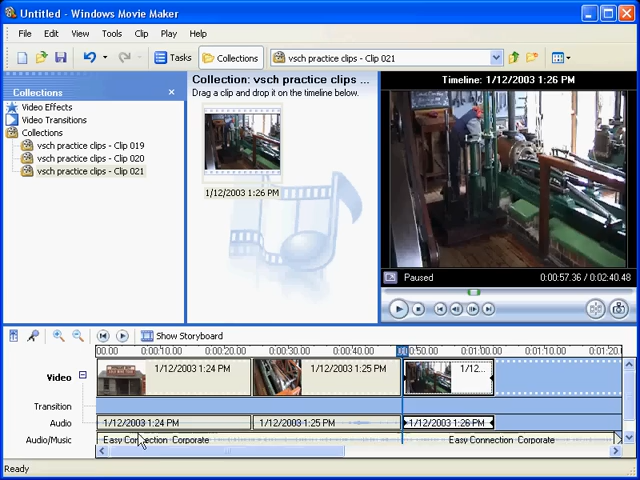 Untitled - Windows Movie Maker
File Edit View Tools Clip Play Help
Tasks Collections vsch practice clips - Clip 021
Collections
Video Effects
Video Transitions
Collections
vsch practice clips - Clip 019
vsch practice clips - Clip 020
vsch practice clips - Clip 021
Collection: vsch practice clips ...
Drag a clip and drop it on the timeline below.
1/12/2003 1:26 PM
Timeline: 1/12/2003 1:26 PM
Paused 0:00:57.36 / 0:02:40.48
Show Storyboard
00.00 0:00:10.00 0:00:20.00 0:00:30.00 0:00:40.00 0:00:50.00 0:01:00.00 0:01:10.00 0:01:20.0
Video 1/12/2003 1:24 PM 1/12/2003 1:25 PM 1/12...
Transition
Audio 1/12/2003 1:24 PM 1/12/2003 1:25 PM 1/12/2003 1:26 PM
Audio/Music Easy Connection Corporate Easy Connection Corporate
Ready